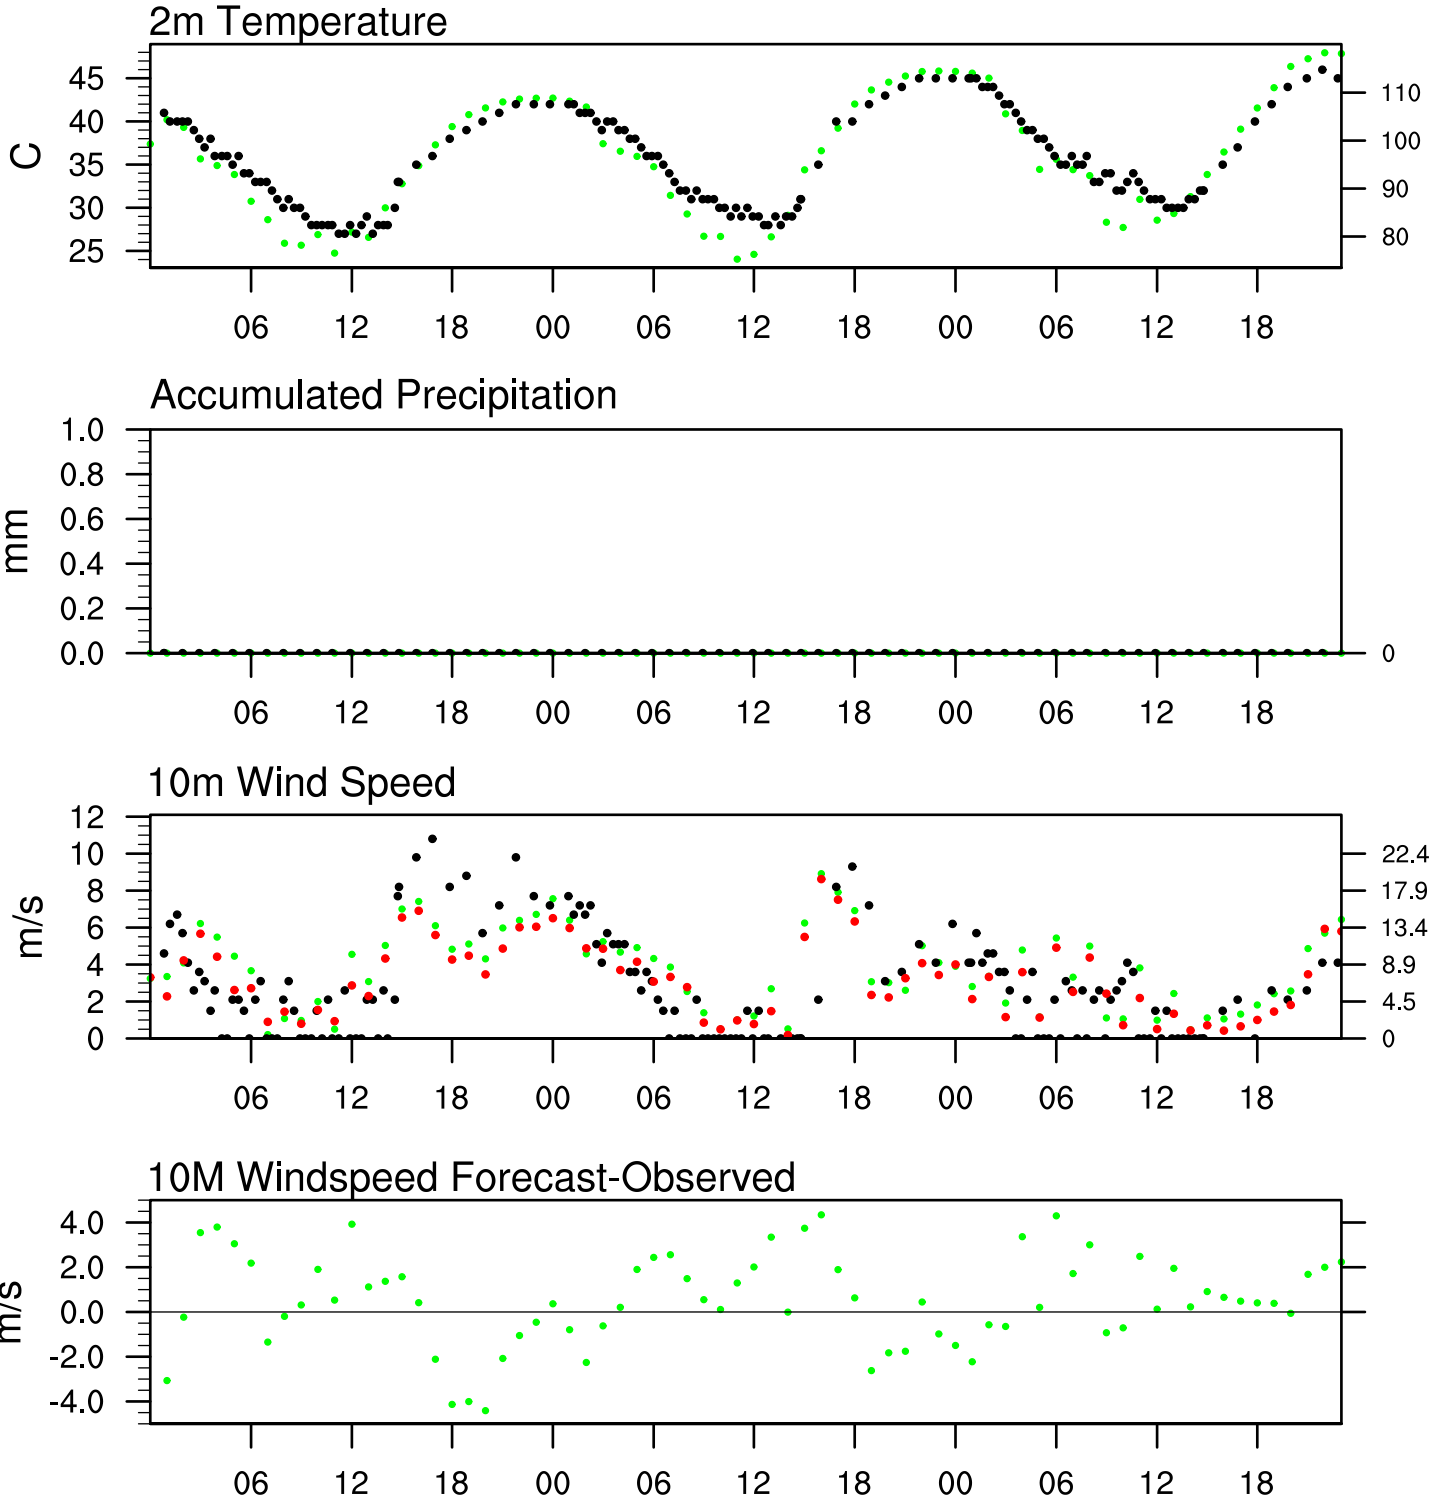 2m Temperature
45
40
35
30
25
C
110
100
90
80
06 12 18 00 06 12 18 00 06 12 18
Accumulated Precipitation
1.0
0.8
0.6
0.4
0.2
0.0
mm
0
06 12 18 00 06 12 18 00 06 12 18
10m Wind Speed
12
10
8
6
4
2
0
m/s
22.4
17.9
13.4
8.9
4.5
0
06 12 18 00 06 12 18 00 06 12 18
10M Windspeed Forecast-Observed
4.0
2.0
0.0
-2.0
-4.0
m/s
06 12 18 00 06 12 18 00 06 12 18